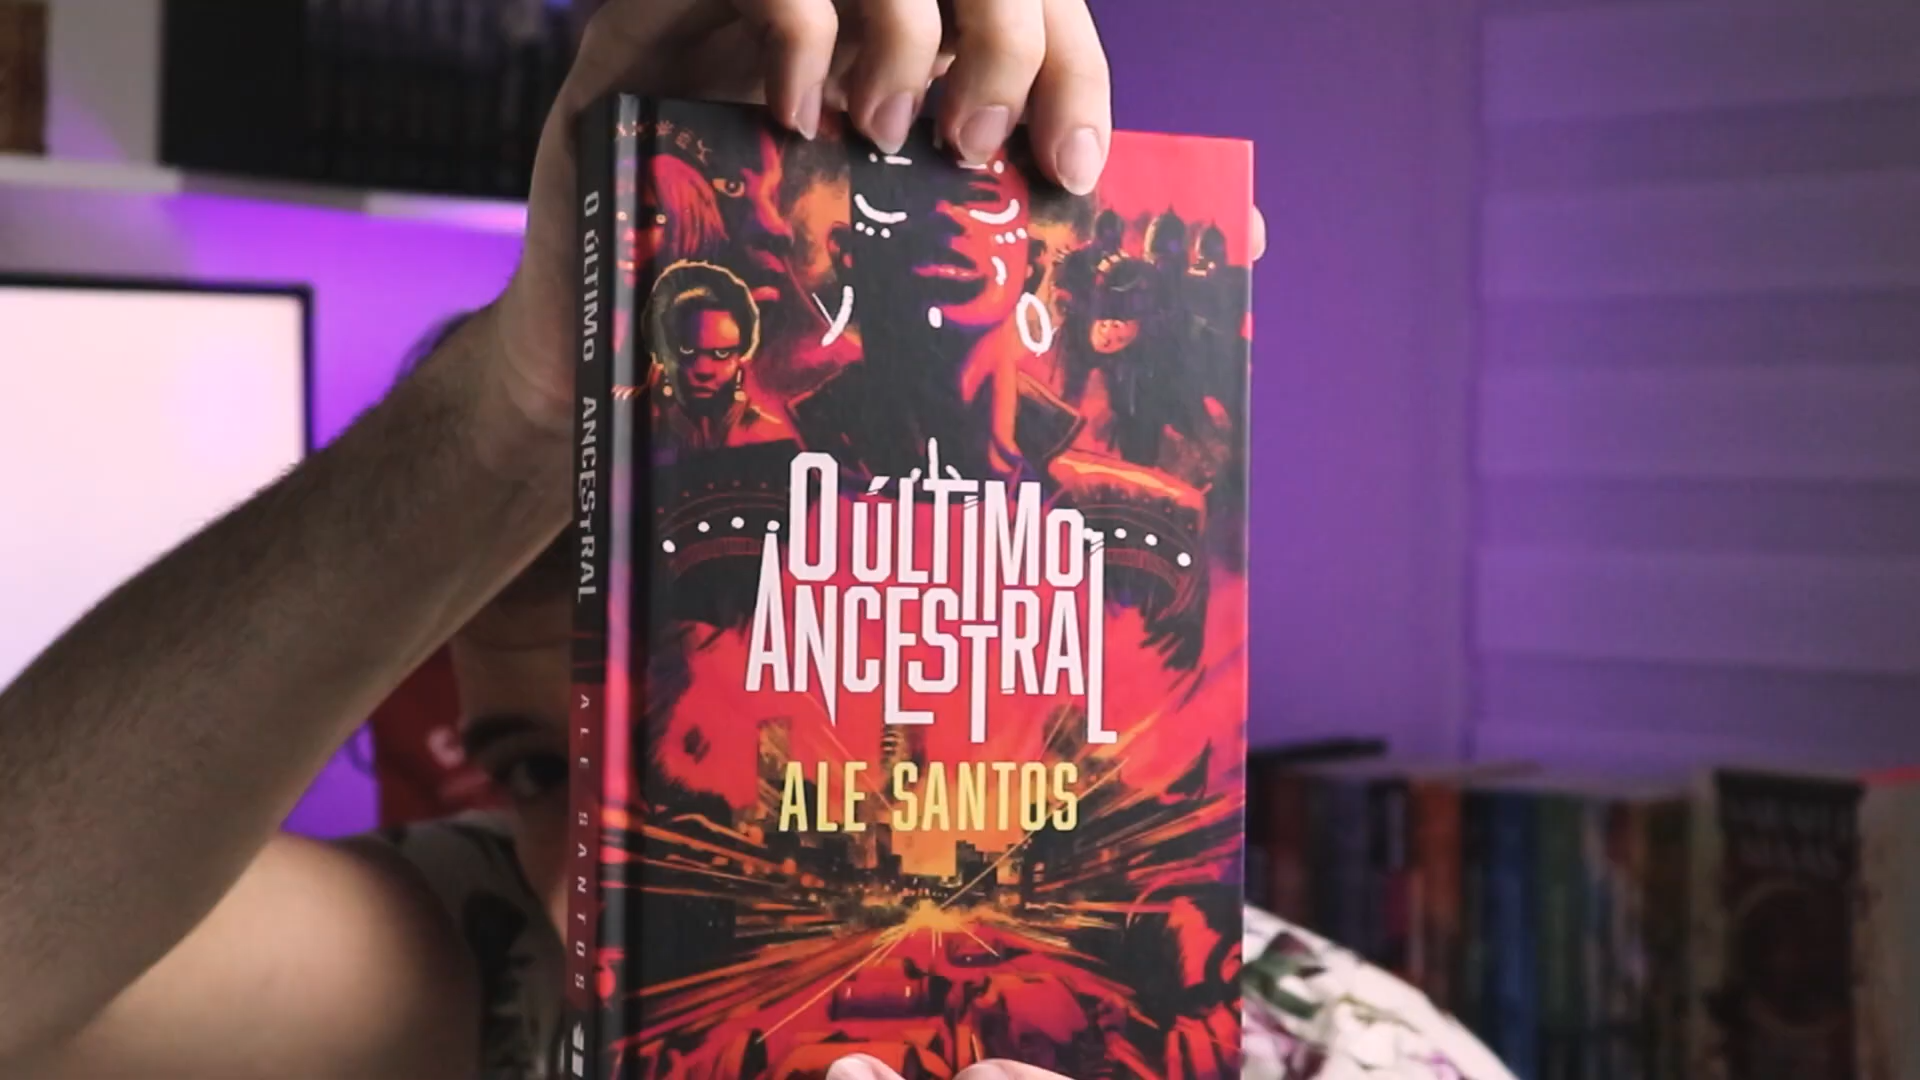 O ÚLTIMO
ANCESTRAL
ALE SANTOS
O ÚLTIMO ANCESTRAL
ALE SANTOS